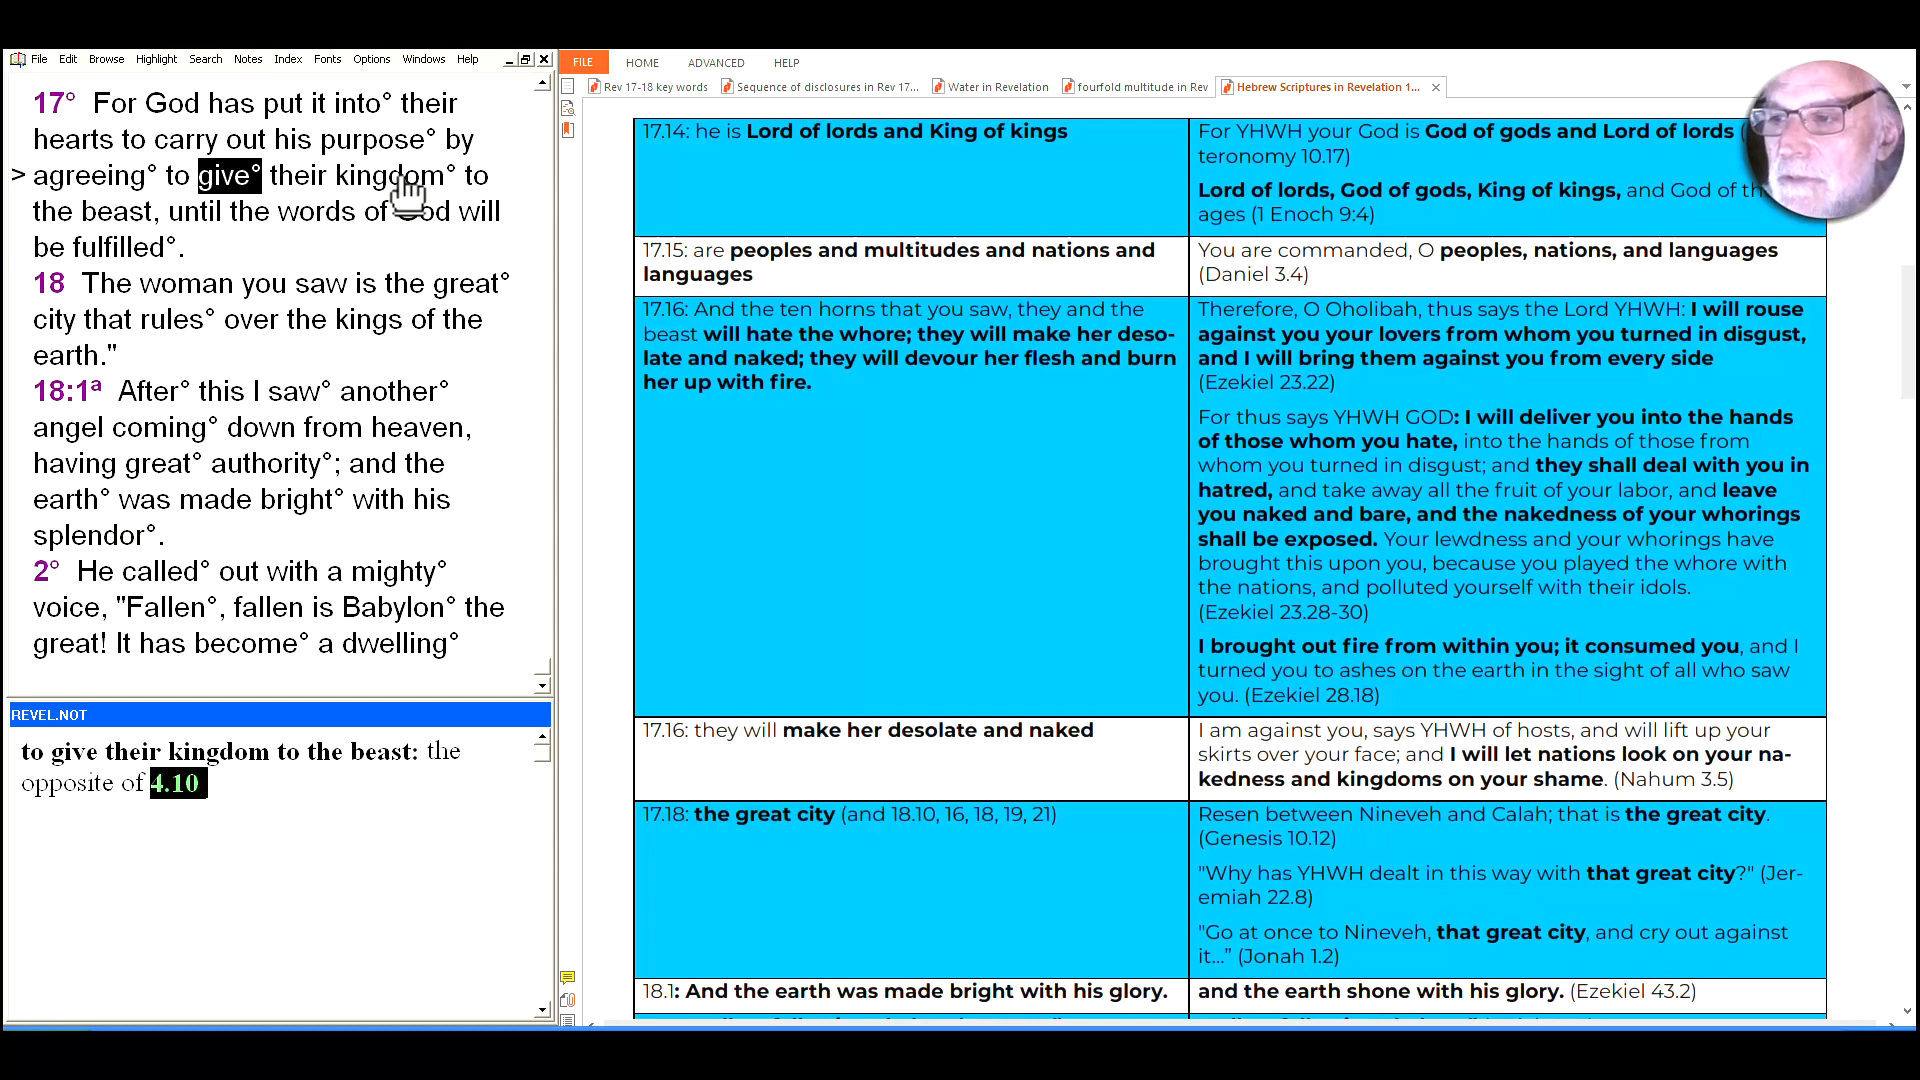 File Edit Browse Highlight Search Notes Index Fonts Options Windows Help
17° For God has put it into° their
hearts to carry out his purpose° by
> agreeing° to give° their kingdom° to
the beast, until the words of God will
be fulfilled°.
18 The woman you saw is the great°
city that rules° over the kings of the
earth."
18:1ª After° this I saw° another°
angel coming° down from heaven,
having great° authority°; and the
earth° was made bright° with his
splendor°.
2° He called° out with a mighty°
voice, "Fallen°, fallen is Babylon° the
great! It has become° a dwelling°
REVEL.NOT
to give their kingdom to the beast: the
opposite of 4.10
FILE HOME ADVANCED HELP
Rev 17-18 key words Sequence of disclosures in Rev 17... Water in Revelation fourfold multitude in Rev Hebrew Scriptures in Revelation 1...
17.14: he is Lord of lords and King of kings
For YHWH your God is God of gods and Lord of lords
teronomy 10.17)
Lord of lords, God of gods, King of kings, and God of
ages (1 Enoch 9:4)
17.15: are peoples and multitudes and nations and
languages
You are commanded, O peoples, nations, and languages
(Daniel 3.4)
17.16: And the ten horns that you saw, they and the
beast will hate the whore; they will make her deso-
late and naked; they will devour her flesh and burn
her up with fire.
Therefore, O Oholibah, thus says the Lord YHWH: I will rouse
against you your lovers from whom you turned in disgust,
and I will bring them against you from every side
(Ezekiel 23.22)
For thus says YHWH GOD: I will deliver you into the hands
of those whom you hate, into the hands of those from
whom you turned in disgust; and they shall deal with you in
hatred, and take away all the fruit of your labor, and leave
you naked and bare, and the nakedness of your whorings
shall be exposed. Your lewdness and your whorings have
brought this upon you, because you played the whore with
the nations, and polluted yourself with their idols.
(Ezekiel 23.28-30)
I brought out fire from within you; it consumed you, and I
turned you to ashes on the earth in the sight of all who saw
you. (Ezekiel 28.18)
17.16: they will make her desolate and naked
I am against you, says YHWH of hosts, and will lift up your
skirts over your face; and I will let nations look on your na-
kedness and kingdoms on your shame. (Nahum 3.5)
17.18: the great city (and 18.10, 16, 18, 19, 21)
Resen between Nineveh and Calah; that is the great city.
(Genesis 10.12)
"Why has YHWH dealt in this way with that great city?" (Jer-
emiah 22.8)
"Go at once to Nineveh, that great city, and cry out against
it…" (Jonah 1.2)
18.1: And the earth was made bright with his glory.
and the earth shone with his glory. (Ezekiel 43.2)